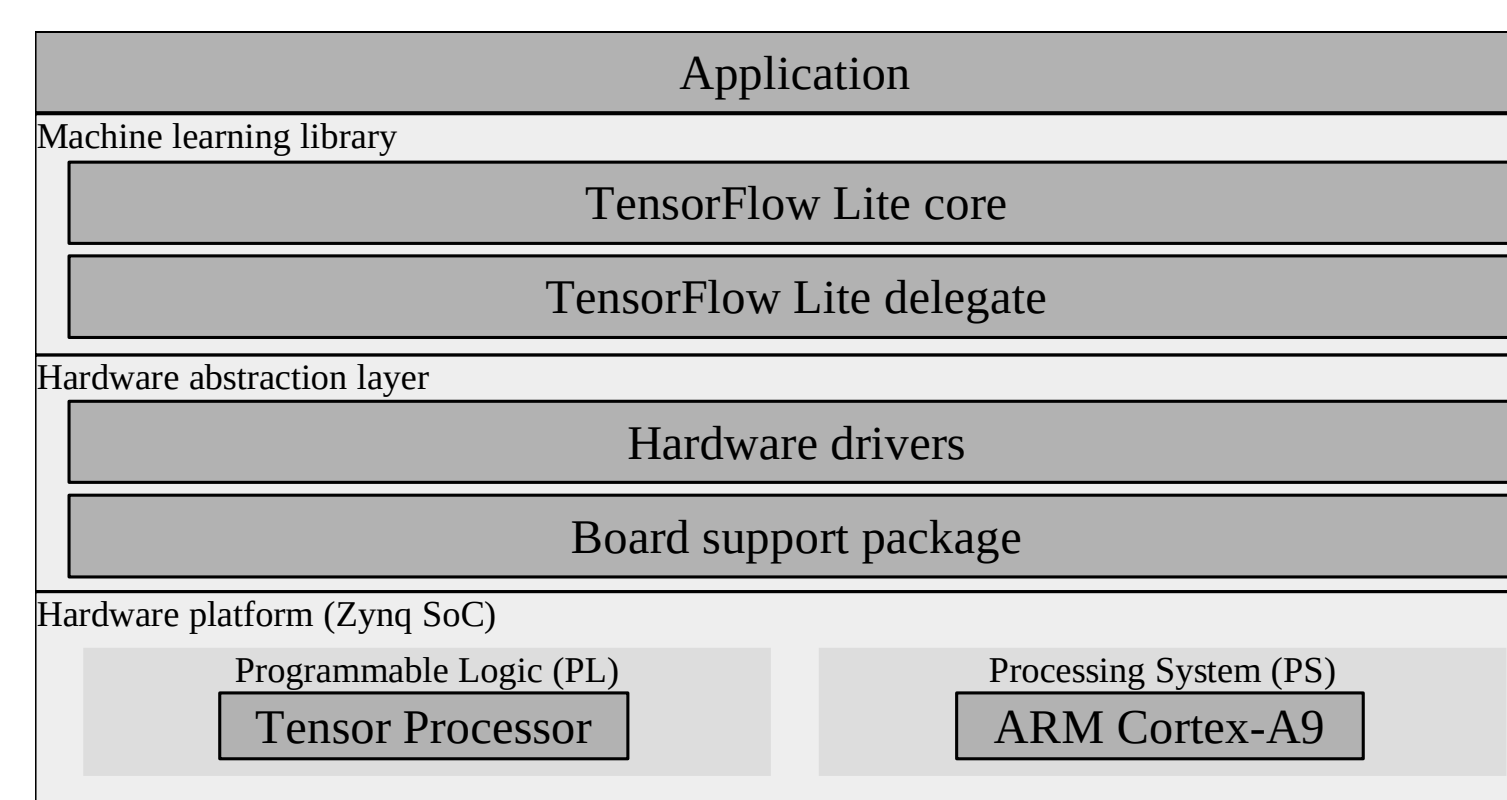 Application
Machine learning library
TensorFlow Lite core
TensorFlow Lite delegate
Hardware abstraction layer
Hardware drivers
Board support package
Hardware platform (Zynq SoC)
Programmable Logic (PL)
Tensor Processor
Processing System (PS)
ARM Cortex-A9